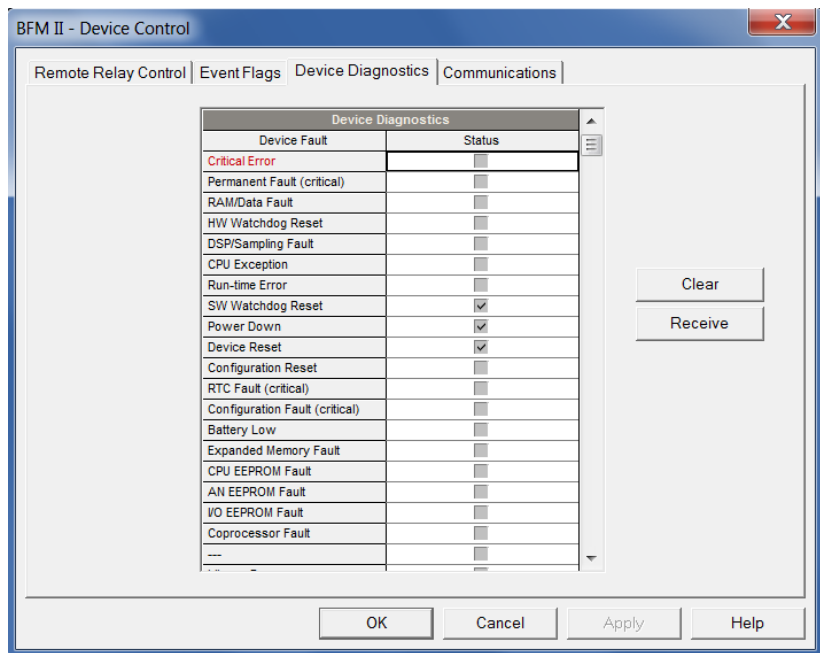 BFM II - Device Control
Remote Relay Control Event Flags Device Diagnostics Communications
Device Diagnostics
Device Fault Status
Critical Error
Permanent Fault (critical)
RAM/Data Fault
HW Watchdog Reset
DSP/Sampling Fault
CPU Exception
Run-time Error
SW Watchdog Reset
Power Down
Device Reset
Configuration Reset
RTC Fault (critical)
Configuration Fault (critical)
Battery Low
Expanded Memory Fault
CPU EEPROM Fault
AN EEPROM Fault
I/O EEPROM Fault
Coprocessor Fault
---
Clear
Receive
OK Cancel Apply Help